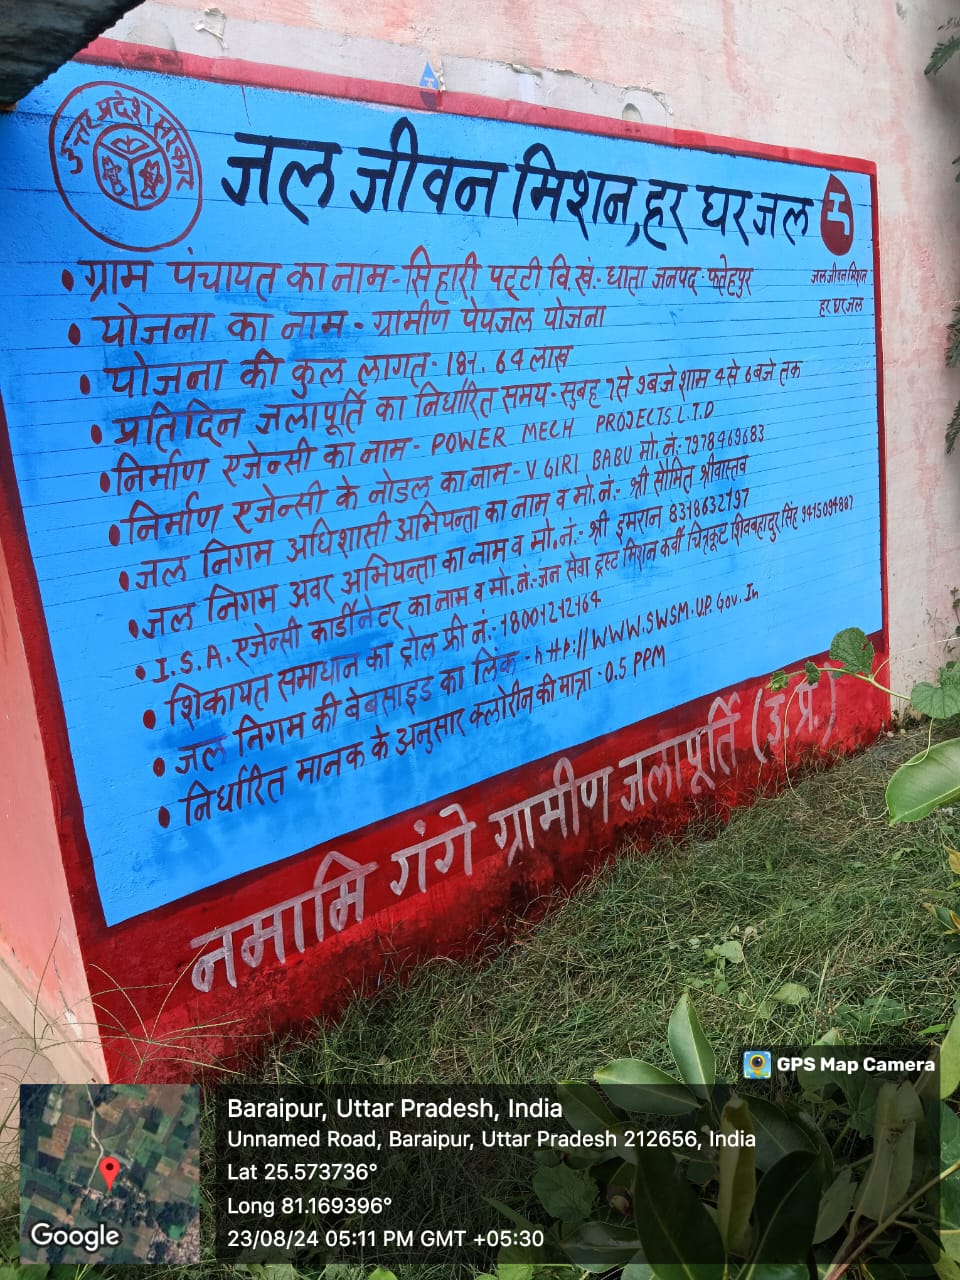 उत्तर प्रदेश सरकार
जल जीवन मिशन, हर घर जल
जल जीवन मिशन
हर घर जल
• ग्राम पंचायत का नाम - सिहारी पट्टी वि.खं.- धाता जनपद - फतेहपुर
• योजना का नाम - ग्रामीण पेयजल योजना
• योजना की कुल लागत - 181.64 लाख
• प्रतिदिन जलापूर्ति का निर्धारित समय - सुबह 7 से 9 बजे शाम 4 से 6 बजे तक
• निर्माण एजेन्सी का नाम - POWER MECH PROJECTS L.T.D
• निर्माण एजेन्सी के नोडल का नाम - V GIRI BABU मो.नं:- 7978469683
• जल निगम अधिशासी अभियन्ता का नाम व मो.नं:- श्री सौमित श्रीवास्तव
• जल निगम अवर अभियन्ता का नाम व मो.नं:- श्री इमरान 8318632797
• I.S.A. एजेन्सी कार्डीनेटर का नाम व मो.नं:- जन सेवा ट्रस्ट मिशन कर्वी चित्रकूट शिवबहादुर सिंह 9415094887
• शिकायत समाधान का ट्रोल फ्री नं:- 18001212164
• जल निगम की बेबसाइड का लिंक - http://WWW.SWSM.UP.Gov.In
• निर्धारित मानक के अनुसार क्लोरीन की मात्रा - 0.5 PPM
नमामि गंगे ग्रामीण जलापूर्ति (उ.प्र.)
GPS Map Camera
Baraipur, Uttar Pradesh, India
Unnamed Road, Baraipur, Uttar Pradesh 212656, India
Lat 25.573736°
Long 81.169396°
23/08/24 05:11 PM GMT +05:30
Google